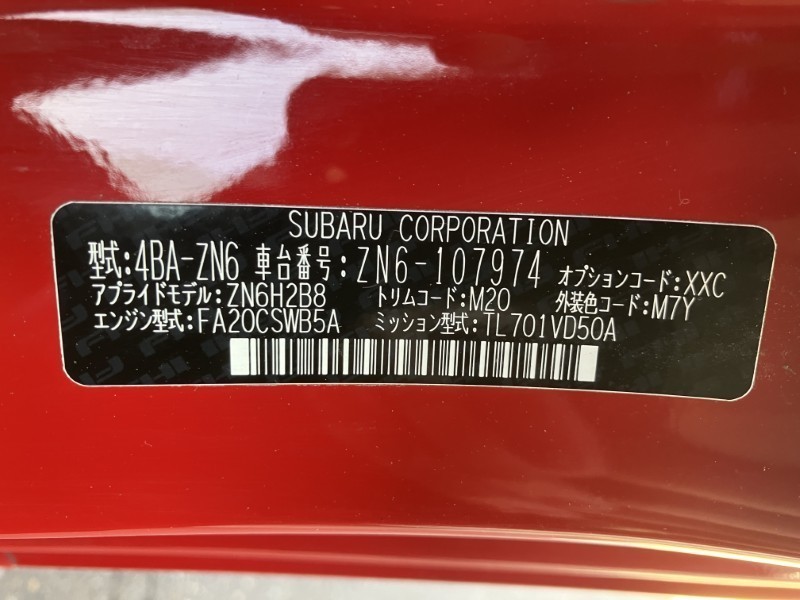 SUBARU CORPORATION
型式:4BA-ZN6 車台番号:ZN6-107974 オプションコード:XXC
アプライドモデル:ZN6H2B8 トリムコード:M20 外装色コード:M7Y
エンジン型式:FA20CSWB5A ミッション型式:TL701VD50A